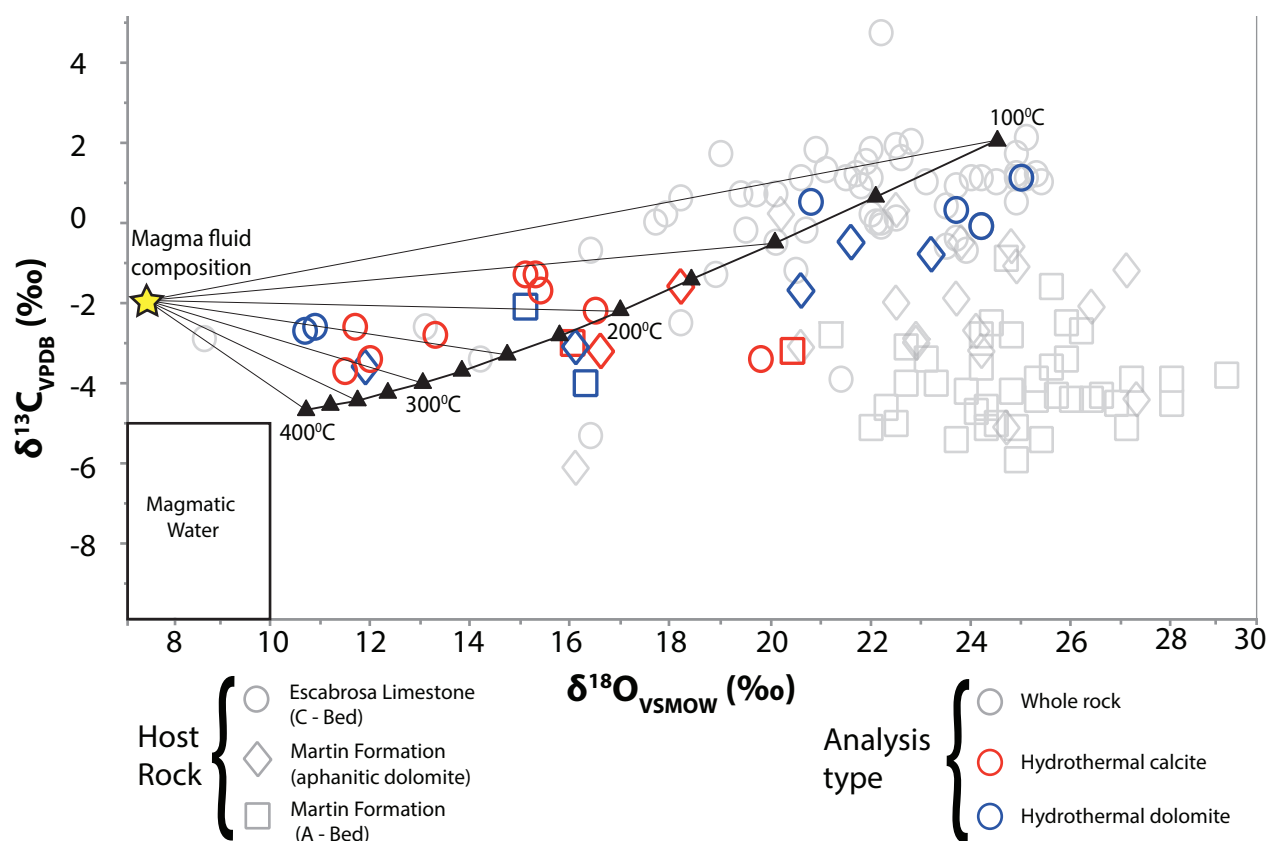 4
2
0
-2
-4
-6
-8
δ¹³C_VPDB (‰)
100⁰C
Magma fluid
composition
200⁰C
300⁰C
400⁰C
Magmatic
Water
8 10 12 14 16 18 20 22 24 26 28 30
δ¹⁸O_VSMOW (‰)
Host
Rock
Escabrosa Limestone
(C - Bed)
Martin Formation
(aphanitic dolomite)
Martin Formation
(A - Bed)
Analysis
type
Whole rock
Hydrothermal calcite
Hydrothermal dolomite